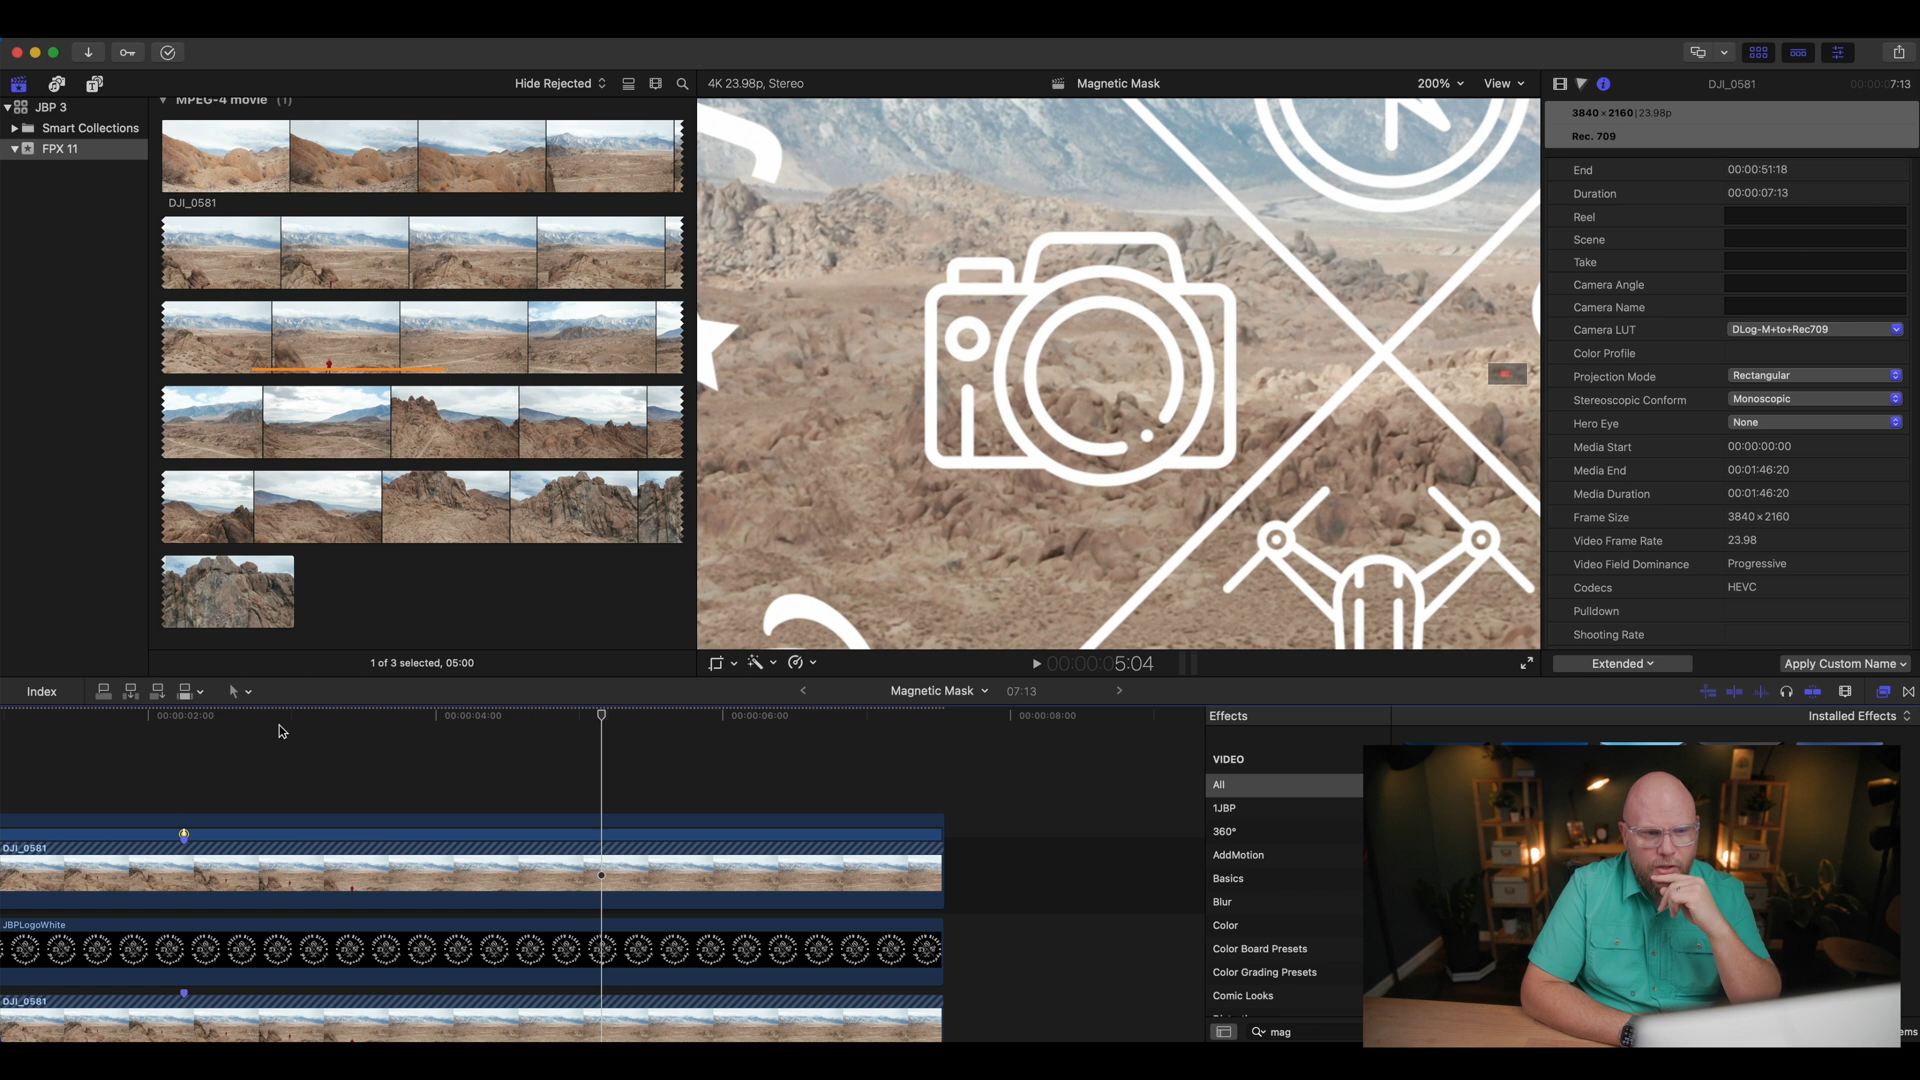 Hide Rejected
4K 23.98p, Stereo
Magnetic Mask
200%
View
DJI_0581
00:00:07:13
JBP 3
Smart Collections
FPX 11
MPEG-4 movie (1)
DJI_0581
1 of 3 selected, 05:00
00:00:05:04
3840×2160|23.98p
Rec. 709
End 00:00:51:18
Duration 00:00:07:13
Reel
Scene
Take
Camera Angle
Camera Name
Camera LUT DLog-M+to+Rec709
Color Profile
Projection Mode Rectangular
Stereoscopic Conform Monoscopic
Hero Eye None
Media Start 00:00:00:00
Media End 00:01:46:20
Media Duration 00:01:46:20
Frame Size 3840×2160
Video Frame Rate 23.98
Video Field Dominance Progressive
Codecs HEVC
Pulldown
Shooting Rate
Extended
Apply Custom Name
Index
Magnetic Mask
07:13
00:00:02:00
00:00:04:00
00:00:06:00
00:00:08:00
DJI_0581
JBPLogoWhite
DJI_0581
Effects
Installed Effects
VIDEO
All
1JBP
360°
AddMotion
Basics
Blur
Color
Color Board Presets
Color Grading Presets
Comic Looks
mag